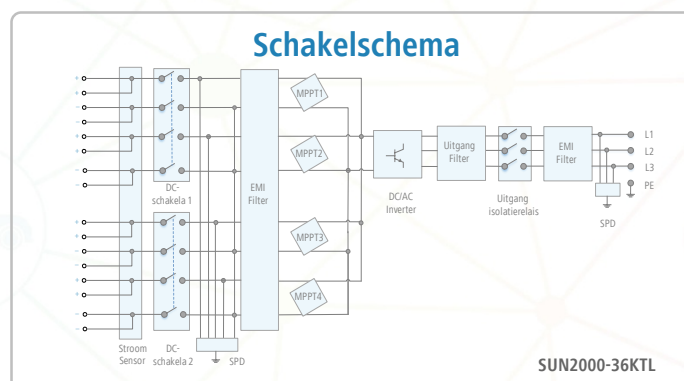 Schakelschema
+
+
-
-
+
+
-
-
+
+
-
-
+
+
-
-
Stroom
Sensor
DC-
schakela 1
DC-
schakela 2
SPD
EMI
Filter
MPPT1
MPPT2
MPPT3
MPPT4
DC/AC
Inverter
Uitgang
Filter
Uitgang
isolatierelais
EMI
Filter
SPD
L1
L2
L3
PE
SUN2000-36KTL